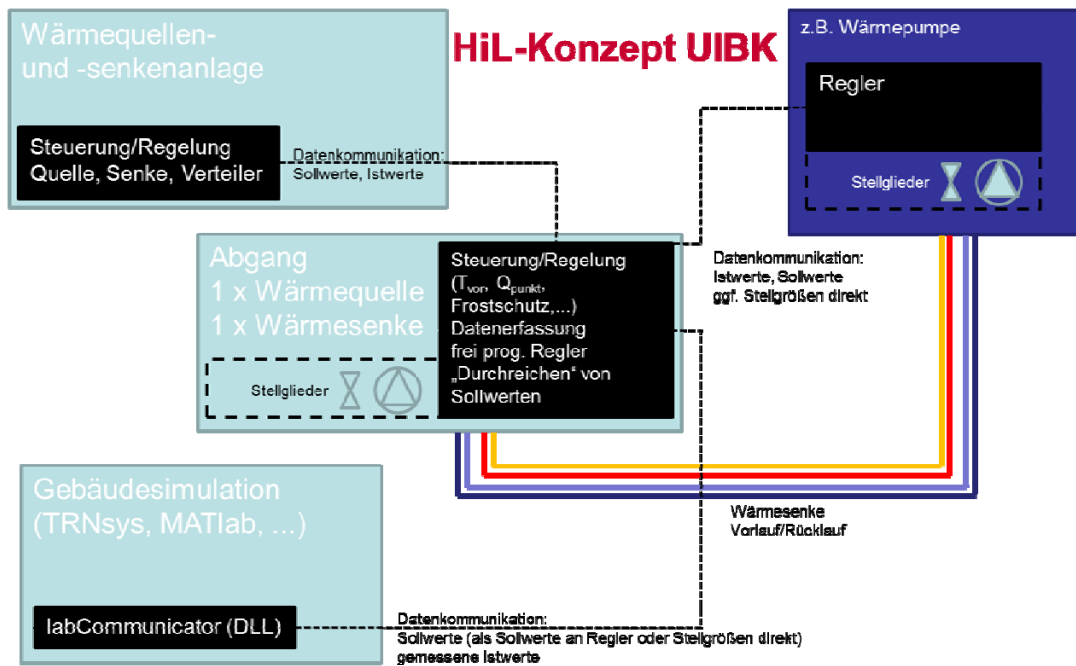 HiL-Konzept UIBK
Wärmequellen-
und -senkenanlage
Steuerung/Regelung
Quelle, Senke, Verteiler
Datenkommunikation:
Sollwerte, Istwerte
z.B. Wärmepumpe
Regler
Stellglieder
Datenkommunikation:
Istwerte, Sollwerte
ggf. Stellgrößen direkt
Abgang
1 x Wärmequelle
1 x Wärmesenke
Stellglieder
Steuerung/Regelung
(Tvor, Qpunkt,
Frostschutz,...)
Datenerfassung
frei prog. Regler
„Durchreichen“ von
Sollwerten
Wärmesenke
Vorlauf/Rücklauf
Gebäudesimulation
(TRNsys, MATlab, ...)
labCommunicator (DLL)
Datenkommunikation:
Sollwerte (als Sollwerte an Regler oder Stellgrößen direkt)
gemessene Istwerte